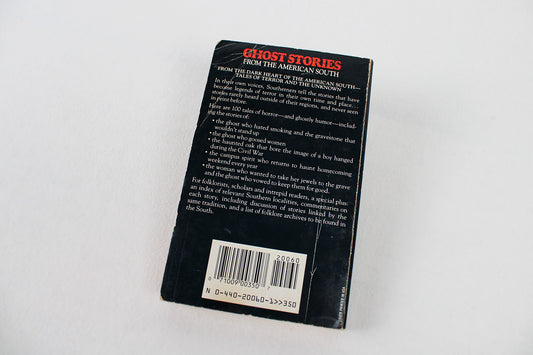 GHOST STORIES
FROM THE AMERICAN SOUTH
FROM THE DARK HEART OF THE AMERICAN SOUTH—
TALES OF TERROR AND THE UNKNOWN
In their own voices, Southerners tell the stories that have
become legends of terror in their own time and place...
stories rarely heard outside of their regions, and never seen
in print before.
Here are 100 tales of horror—and ghostly humor—includ-
ing the stories of:
• the ghost who hated smoking and the gravestone that
wouldn't stand up
• the ghost who goosed women
• the haunted oak that bore the image of a boy hanged
during the Civil War
• the campus spirit who returns to haunt homecoming
weekend every year
• the woman who wanted to take her jewels to the grave
and the ghost who vowed to keep them for good.
For folklorists, scholars and intrepid readers, a special plus:
an index of relevant Southern localities, commentaries on
each story, including discussion of stories linked by the
same tradition, and a list of folklore archives to be found in
the South.
20060
0 71009 00350 7
N 0-440-20060-1>>350